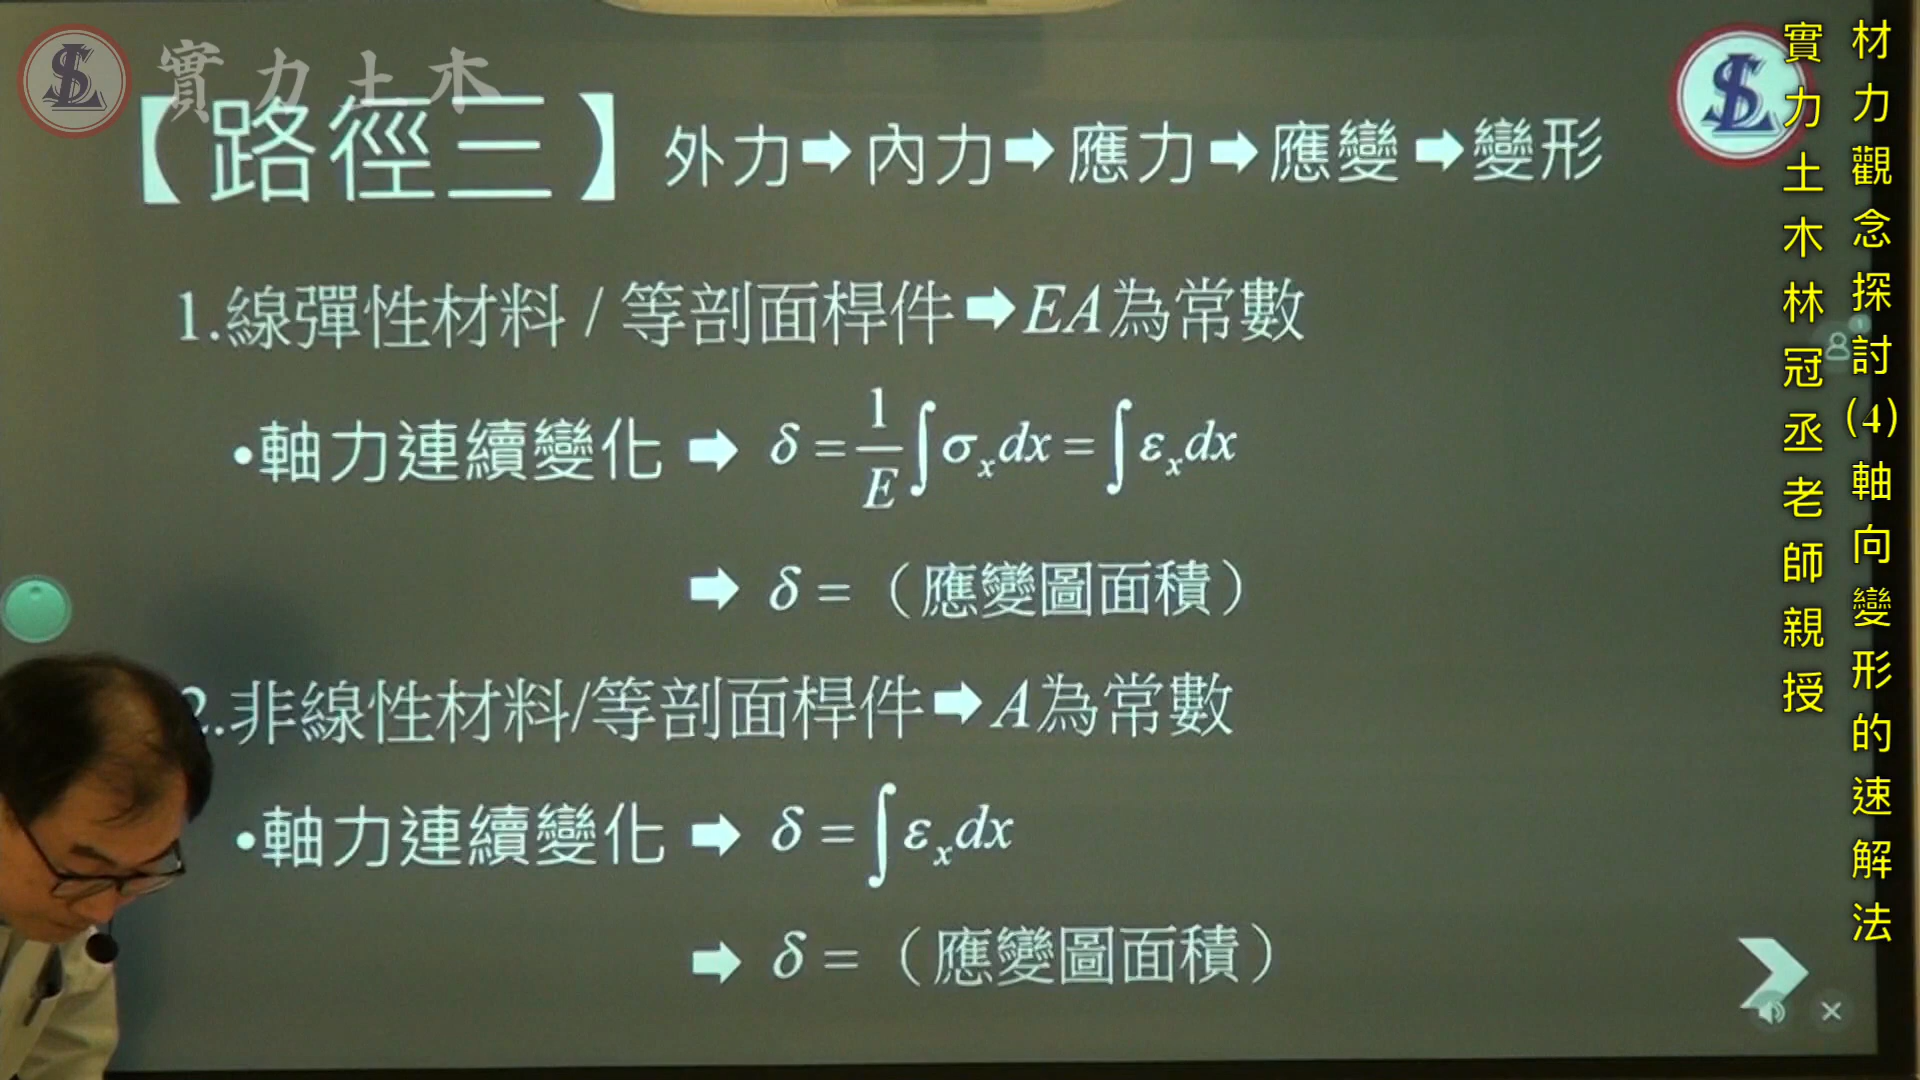 實力土木
【路徑三】外力➡內力➡應力➡應變➡變形
1.線彈性材料 / 等剖面桿件➡EA為常數
•軸力連續變化 ➡ δ = 1/E ∫σₓdx = ∫εₓdx
➡ δ = （應變圖面積）
2.非線性材料/等剖面桿件➡A為常數
•軸力連續變化 ➡ δ = ∫εₓdx
➡ δ = （應變圖面積）
材力觀念探討(4)軸向變形的速解法
實力土木林冠丞老師親授